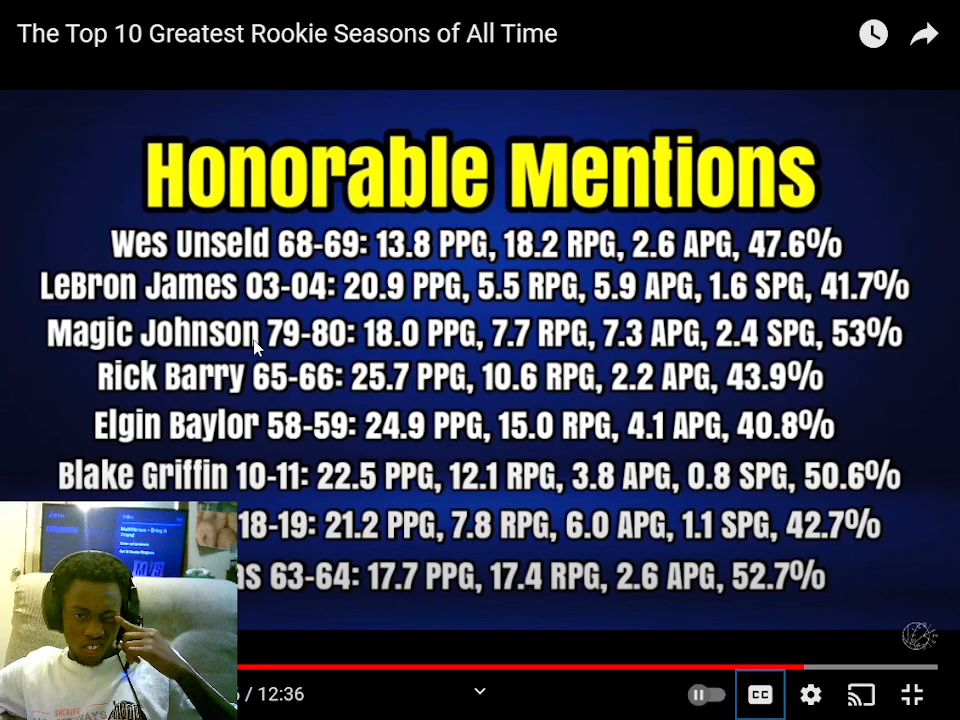 The Top 10 Greatest Rookie Seasons of All Time
Honorable Mentions
Wes Unseld 68-69: 13.8 PPG, 18.2 RPG, 2.6 APG, 47.6%
LeBron James 03-04: 20.9 PPG, 5.5 RPG, 5.9 APG, 1.6 SPG, 41.7%
Magic Johnson 79-80: 18.0 PPG, 7.7 RPG, 7.3 APG, 2.4 SPG, 53%
Rick Barry 65-66: 25.7 PPG, 10.6 RPG, 2.2 APG, 43.9%
Elgin Baylor 58-59: 24.9 PPG, 15.0 RPG, 4.1 APG, 40.8%
Blake Griffin 10-11: 22.5 PPG, 12.1 RPG, 3.8 APG, 0.8 SPG, 50.6%
18-19: 21.2 PPG, 7.8 RPG, 6.0 APG, 1.1 SPG, 42.7%
as 63-64: 17.7 PPG, 17.4 RPG, 2.6 APG, 52.7%
/ 12:36
CC